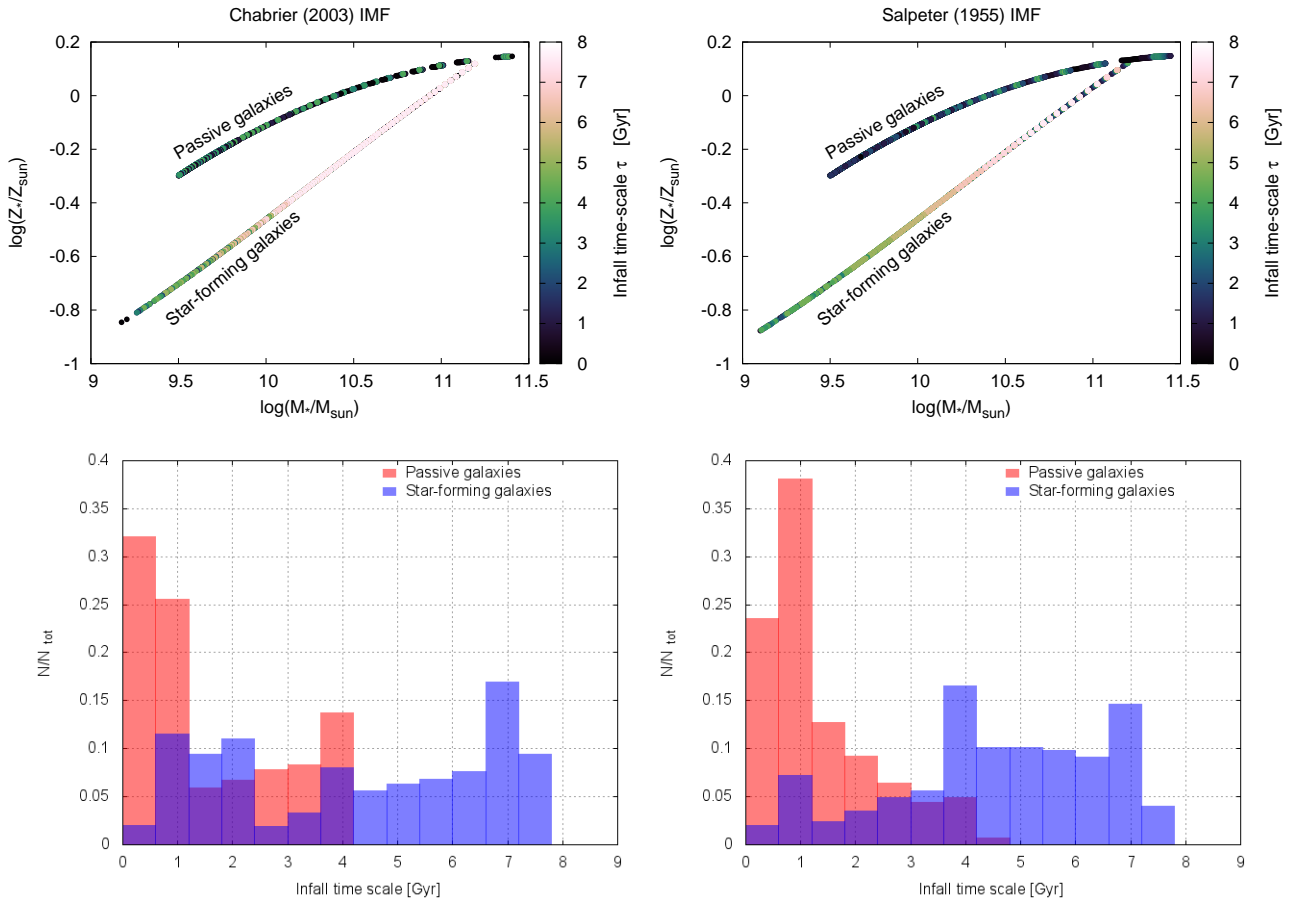 Chabrier (2003) IMF
0.2
0
-0.2
-0.4
-0.6
-0.8
-1
log(Z*/Zsun)
Passive galaxies
Star-forming galaxies
9 9.5 10 10.5 11 11.5
log(M*/Msun)
8
7
6
5
4
3
2
1
0
Infall time-scale τ [Gyr]
Salpeter (1955) IMF
0.2
0
-0.2
-0.4
-0.6
-0.8
-1
log(Z*/Zsun)
Passive galaxies
Star-forming galaxies
9 9.5 10 10.5 11 11.5
log(M*/Msun)
8
7
6
5
4
3
2
1
0
Infall time-scale τ [Gyr]
0.4
0.35
0.3
0.25
0.2
0.15
0.1
0.05
0
N/N tot
Passive galaxies
Star-forming galaxies
0 1 2 3 4 5 6 7 8 9
Infall time scale [Gyr]
0.4
0.35
0.3
0.25
0.2
0.15
0.1
0.05
0
N/N tot
Passive galaxies
Star-forming galaxies
0 1 2 3 4 5 6 7 8 9
Infall time scale [Gyr]